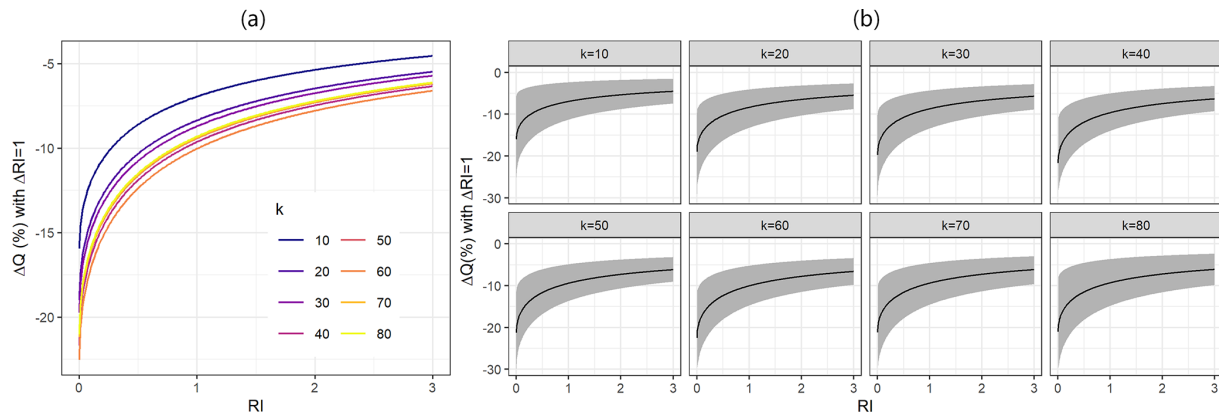 (a)
ΔQ (%) with ΔRI=1
-5
-10
-15
-20
k
10 50
20 60
30 70
40 80
0 1 2 3
RI
(b)
ΔQ(%) with ΔRI=1
k=10 k=20 k=30 k=40
0
-10
-20
-30
k=50 k=60 k=70 k=80
0
-10
-20
-30
0 1 2 3 0 1 2 3 0 1 2 3 0 1 2 3
RI